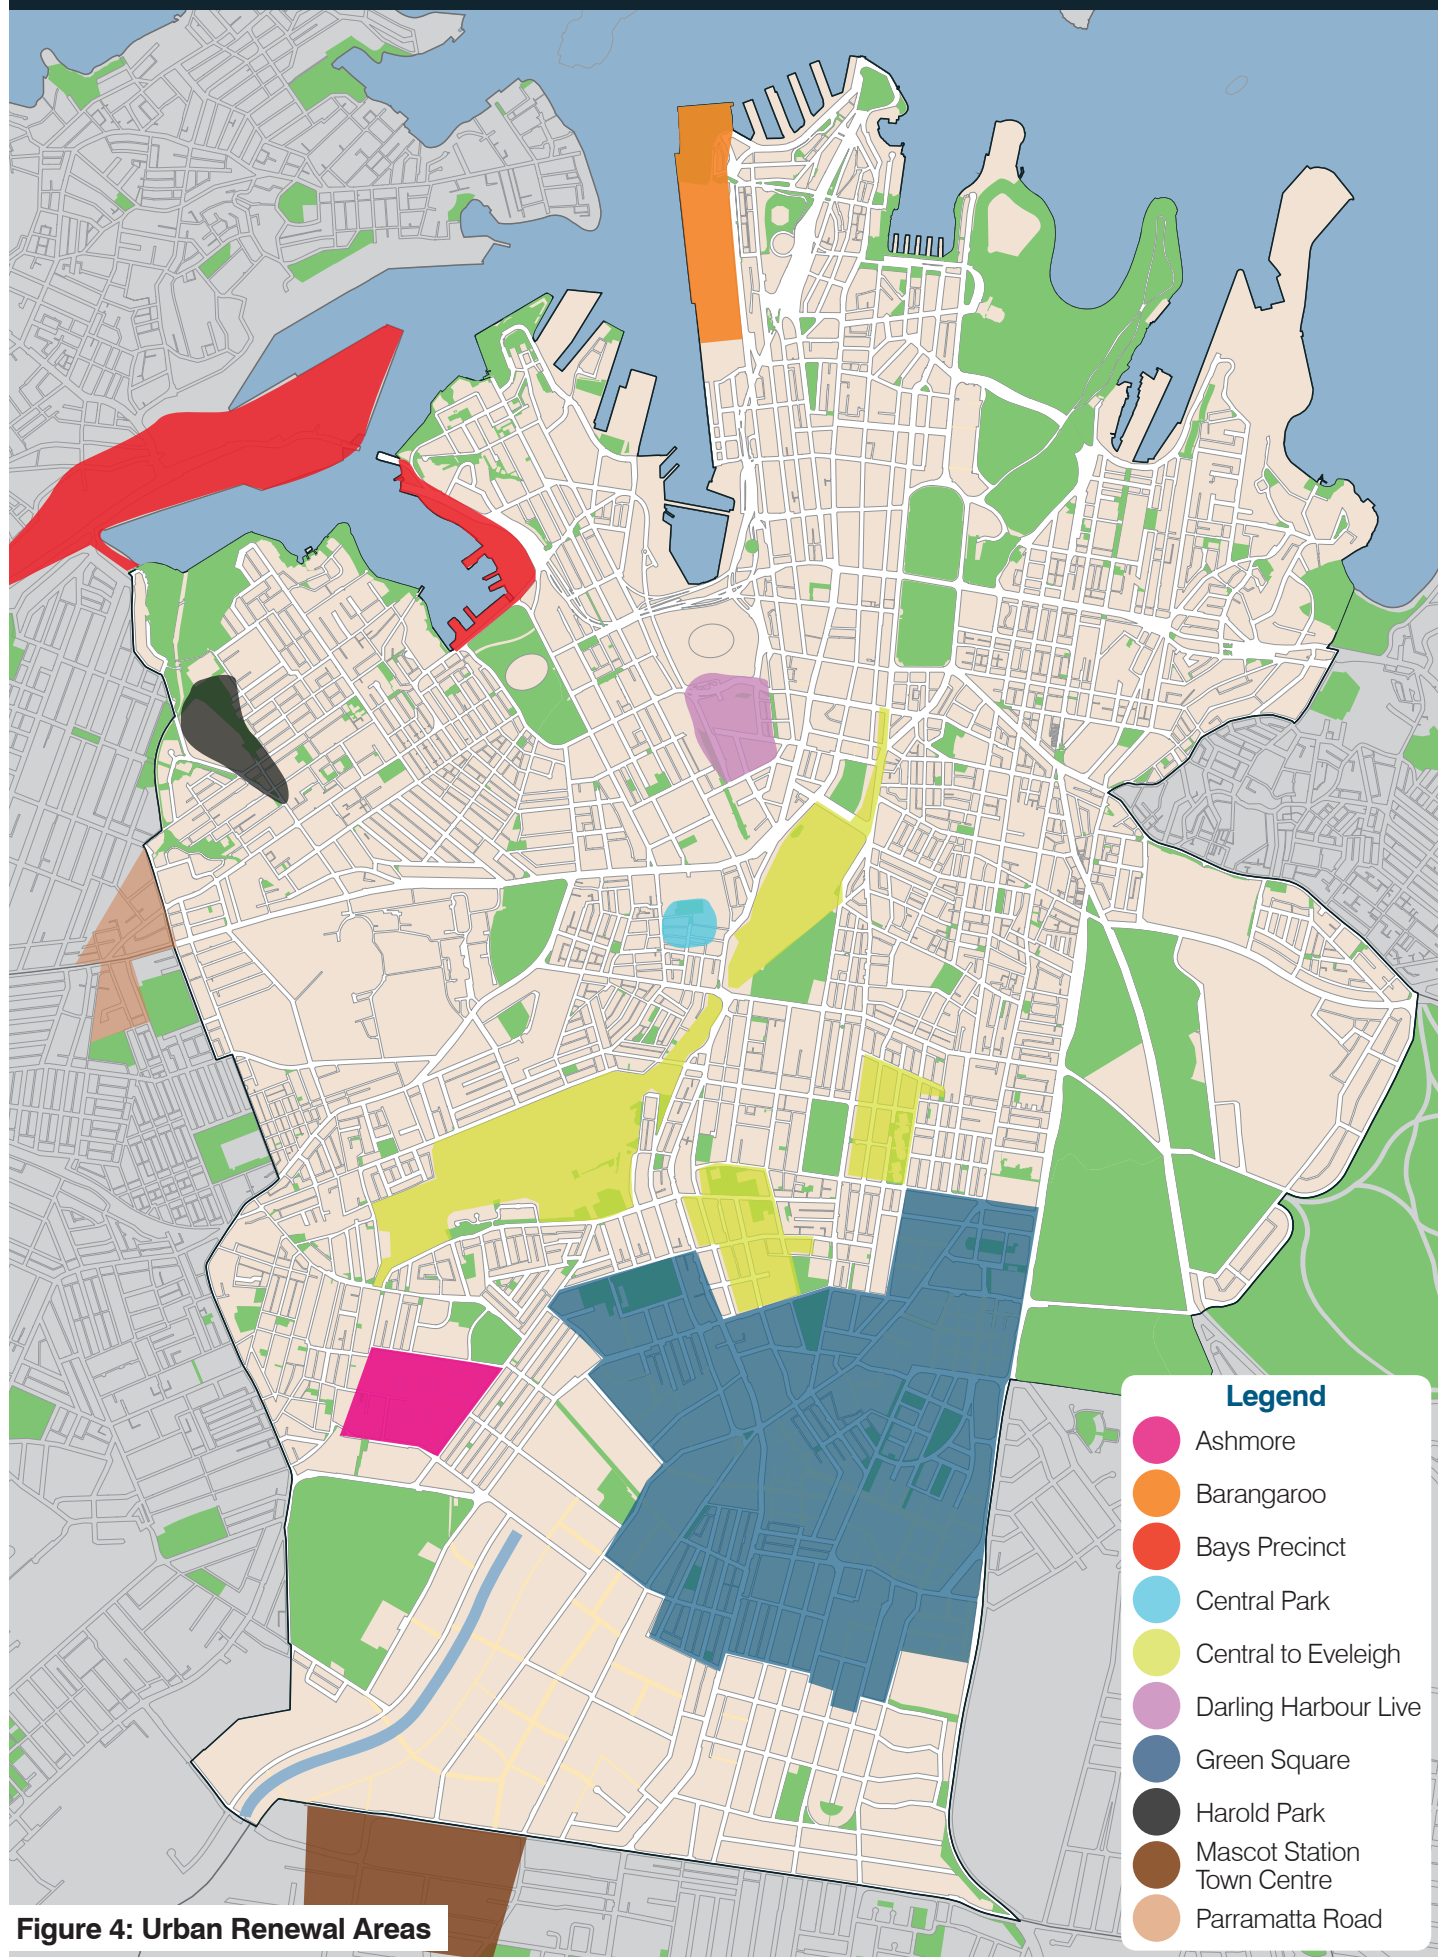 Legend
Ashmore
Barangaroo
Bays Precinct
Central Park
Central to Eveleigh
Darling Harbour Live
Green Square
Harold Park
Mascot Station
Town Centre
Parramatta Road
Figure 4: Urban Renewal Areas